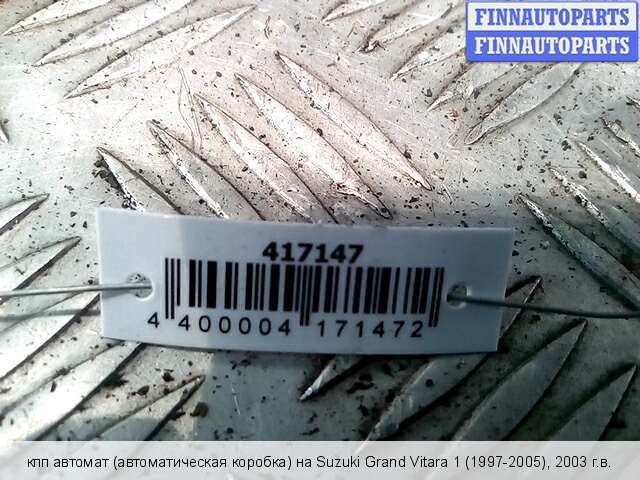 FINNAUTOPARTS
FINNAUTOPARTS
417147
4 400004 171472
кпп автомат (автоматическая коробка) на Suzuki Grand Vitara 1 (1997-2005), 2003 г.в.